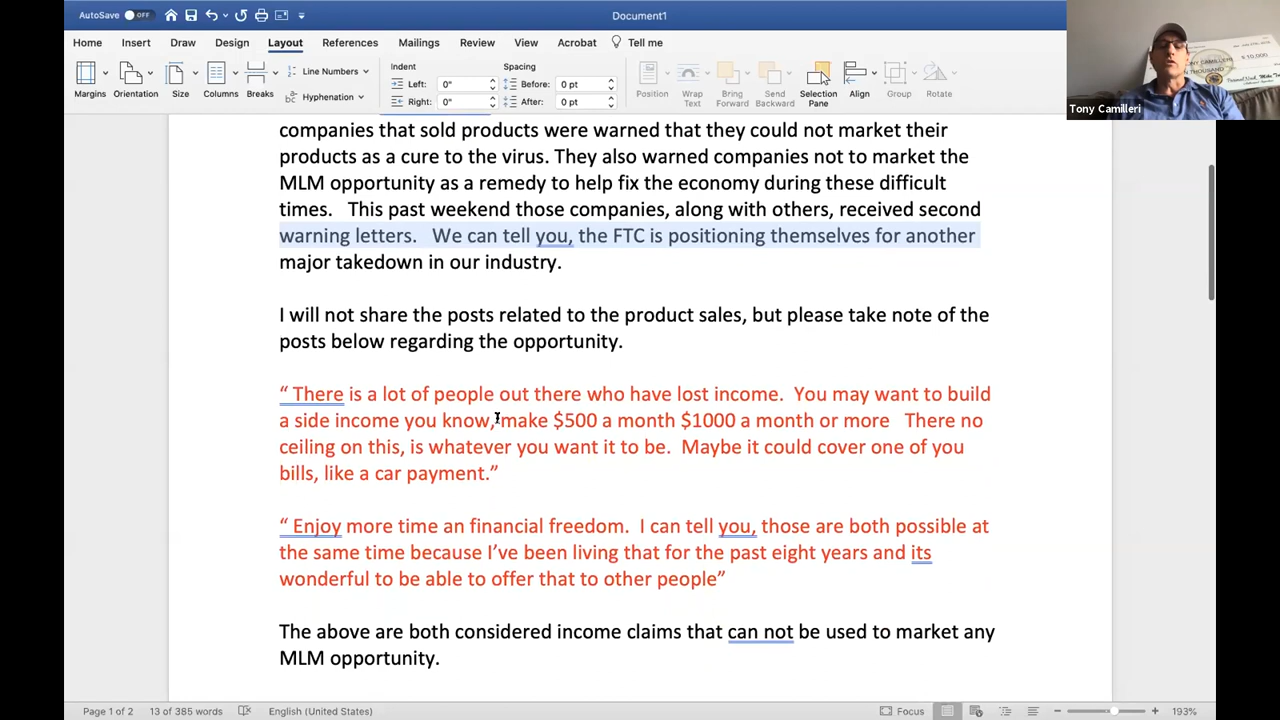 AutoSave OFF Document1
Home Insert Draw Design Layout References Mailings Review View Acrobat Tell me
Margins Orientation Size Columns Breaks Line Numbers Hyphenation
Indent Left: 0" Right: 0"
Spacing Before: 0 pt After: 0 pt
Position Wrap Text Bring Forward Send Backward Selection Pane Align Group Rotate
TONY CAMILLERI
$10,000
Tony Camilleri
companies that sold products were warned that they could not market their
products as a cure to the virus. They also warned companies not to market the
MLM opportunity as a remedy to help fix the economy during these difficult
times. This past weekend those companies, along with others, received second
warning letters. We can tell you, the FTC is positioning themselves for another
major takedown in our industry.
I will not share the posts related to the product sales, but please take note of the
posts below regarding the opportunity.
“ There is a lot of people out there who have lost income. You may want to build
a side income you know, make $500 a month $1000 a month or more There no
ceiling on this, is whatever you want it to be. Maybe it could cover one of you
bills, like a car payment.”
“ Enjoy more time an financial freedom. I can tell you, those are both possible at
the same time because I’ve been living that for the past eight years and its
wonderful to be able to offer that to other people”
The above are both considered income claims that can not be used to market any
MLM opportunity.
Page 1 of 2 13 of 385 words English (United States) Focus 193%